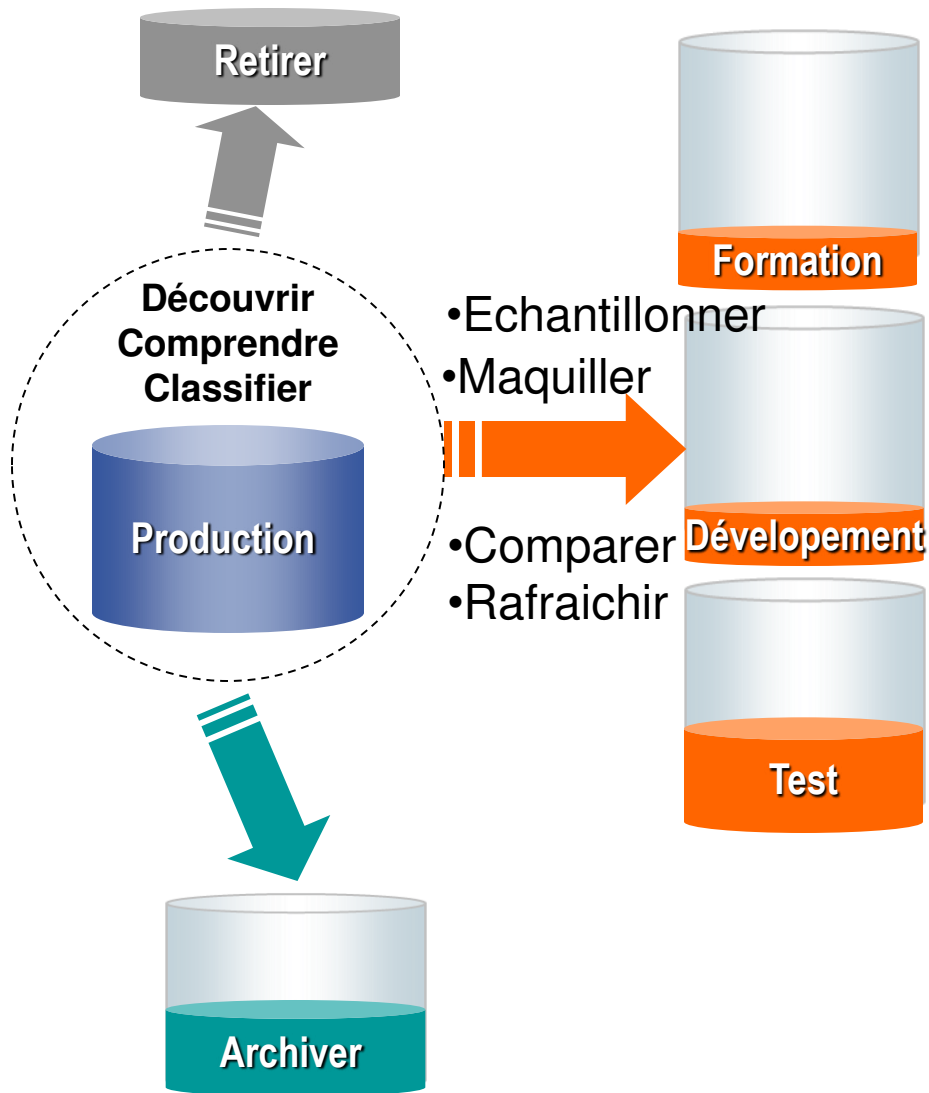 Retirer
Formation
Découvrir
Comprendre
Classifier
•Echantillonner
•Maquiller
Production
•Comparer
•Rafraichir
Dévelopement
Test
Archiver